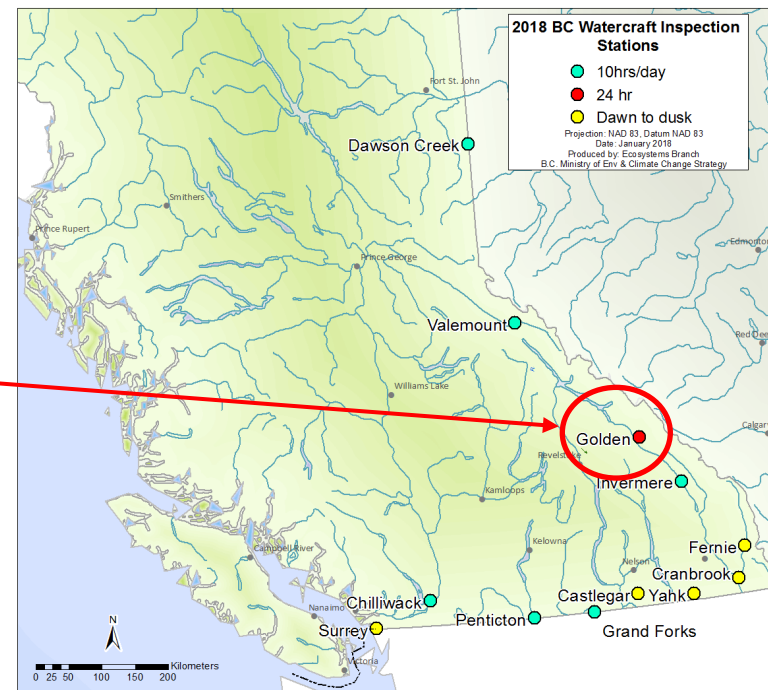 2018 BC Watercraft Inspection
Stations
10hrs/day
24 hr
Dawn to dusk
Projection: NAD 83, Datum NAD 83
Date: January 2018
Produced by: Ecosystems Branch
B.C. Ministry of Env & Climate Change Strategy
Fort St. John
Dawson Creek
Smithers
Prince Rupert
Edmonto
Prince George
Valemount
Red Dee
Williams Lake
Calgar
Golden
Revelstoke
Invermere
Kamloops
Kelowna
Fernie
Campbell River
Nelson
Cranbrook
Castlegar
Yahk
Chilliwack
Nanaimo
Penticton
Surrey
Grand Forks
N
Victoria
Kilometers
0 25 50 100 150 200